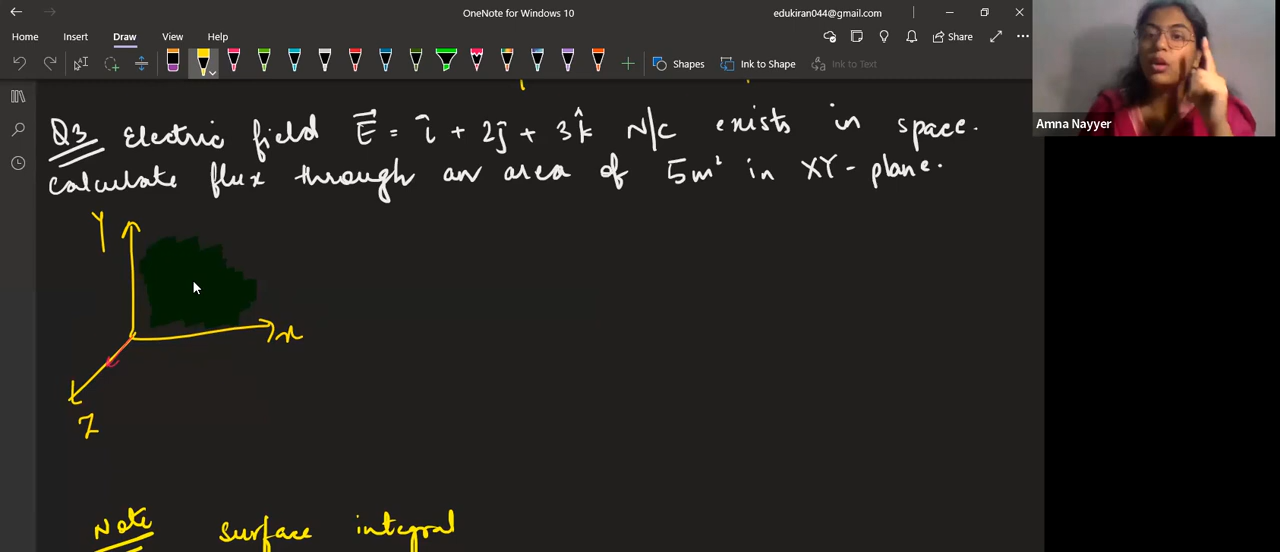 OneNote for Windows 10
edukiran044@gmail.com
Home Insert Draw View Help
Share
Shapes
Ink to Shape
Ink to Text
Amna Nayyer
Q3 Electric field E⃗ = î + 2ĵ + 3k̂ N/C exists in space.
Calculate flux through an area of 5m² in XY-plane.
Y
x
Z
Note Surface integral